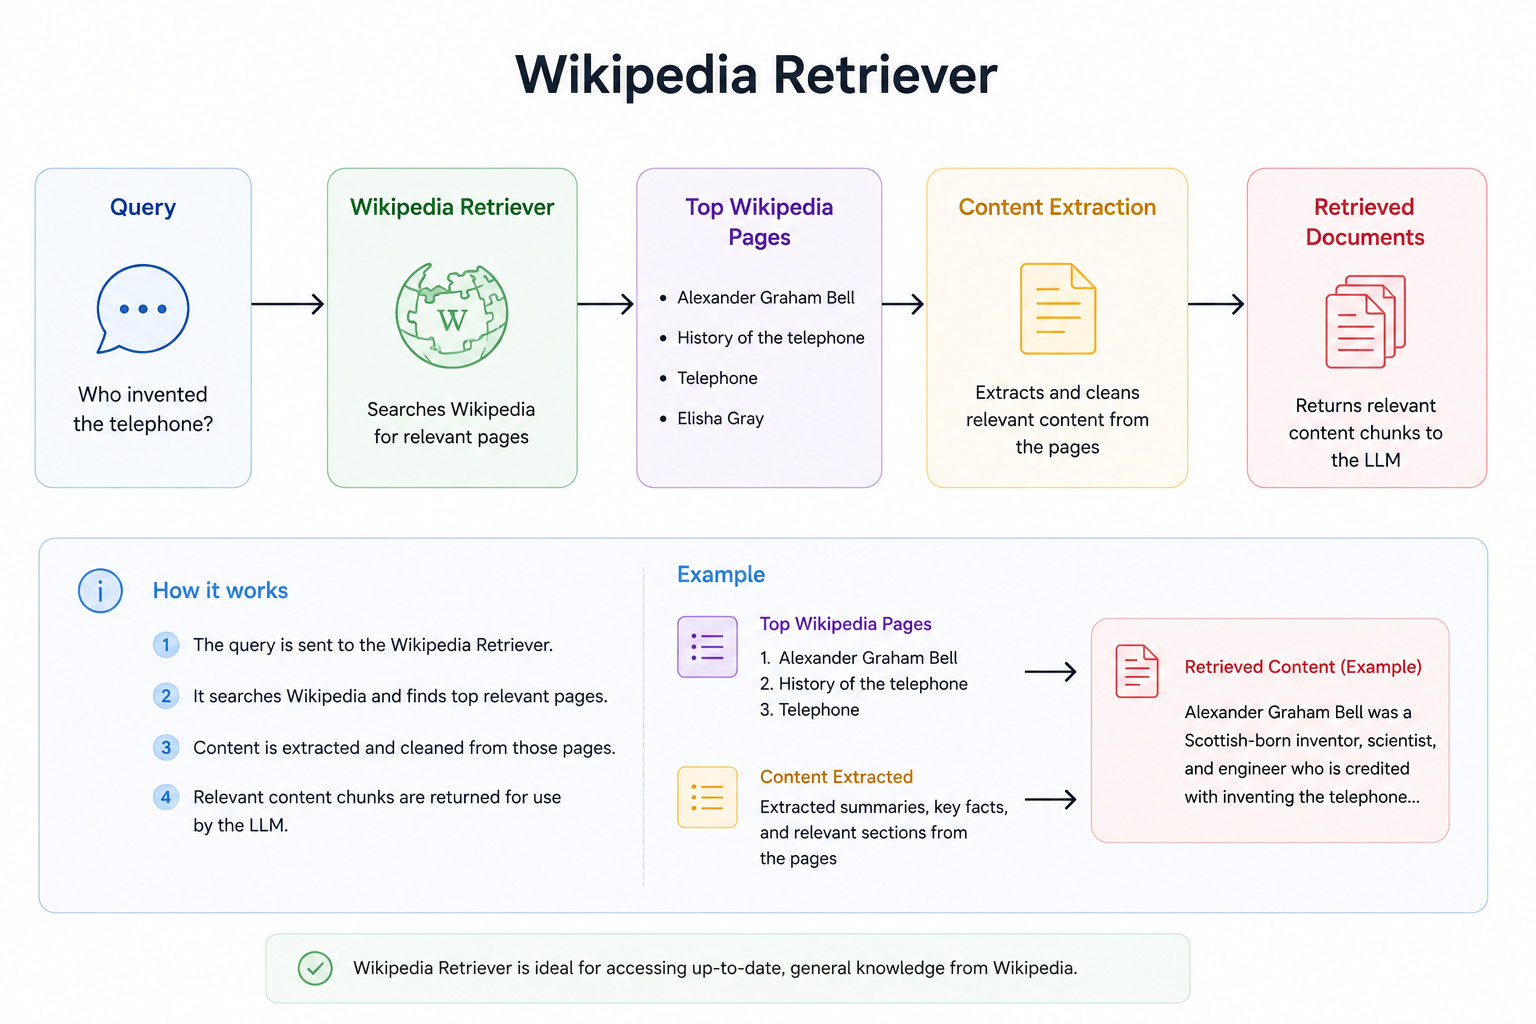 Wikipedia Retriever
Query
Who invented
the telephone?
Wikipedia Retriever
W
Searches Wikipedia
for relevant pages
Top Wikipedia
Pages
• Alexander Graham Bell
• History of the telephone
• Telephone
• Elisha Gray
Content Extraction
Extracts and cleans
relevant content from
the pages
Retrieved
Documents
Returns relevant
content chunks to
the LLM
i
How it works
1 The query is sent to the Wikipedia Retriever.
2 It searches Wikipedia and finds top relevant pages.
3 Content is extracted and cleaned from those pages.
4 Relevant content chunks are returned for use
by the LLM.
Example
Top Wikipedia Pages
1. Alexander Graham Bell
2. History of the telephone
3. Telephone
Content Extracted
Extracted summaries, key facts,
and relevant sections from
the pages
Retrieved Content (Example)
Alexander Graham Bell was a
Scottish-born inventor, scientist,
and engineer who is credited
with inventing the telephone...
Wikipedia Retriever is ideal for accessing up-to-date, general knowledge from Wikipedia.